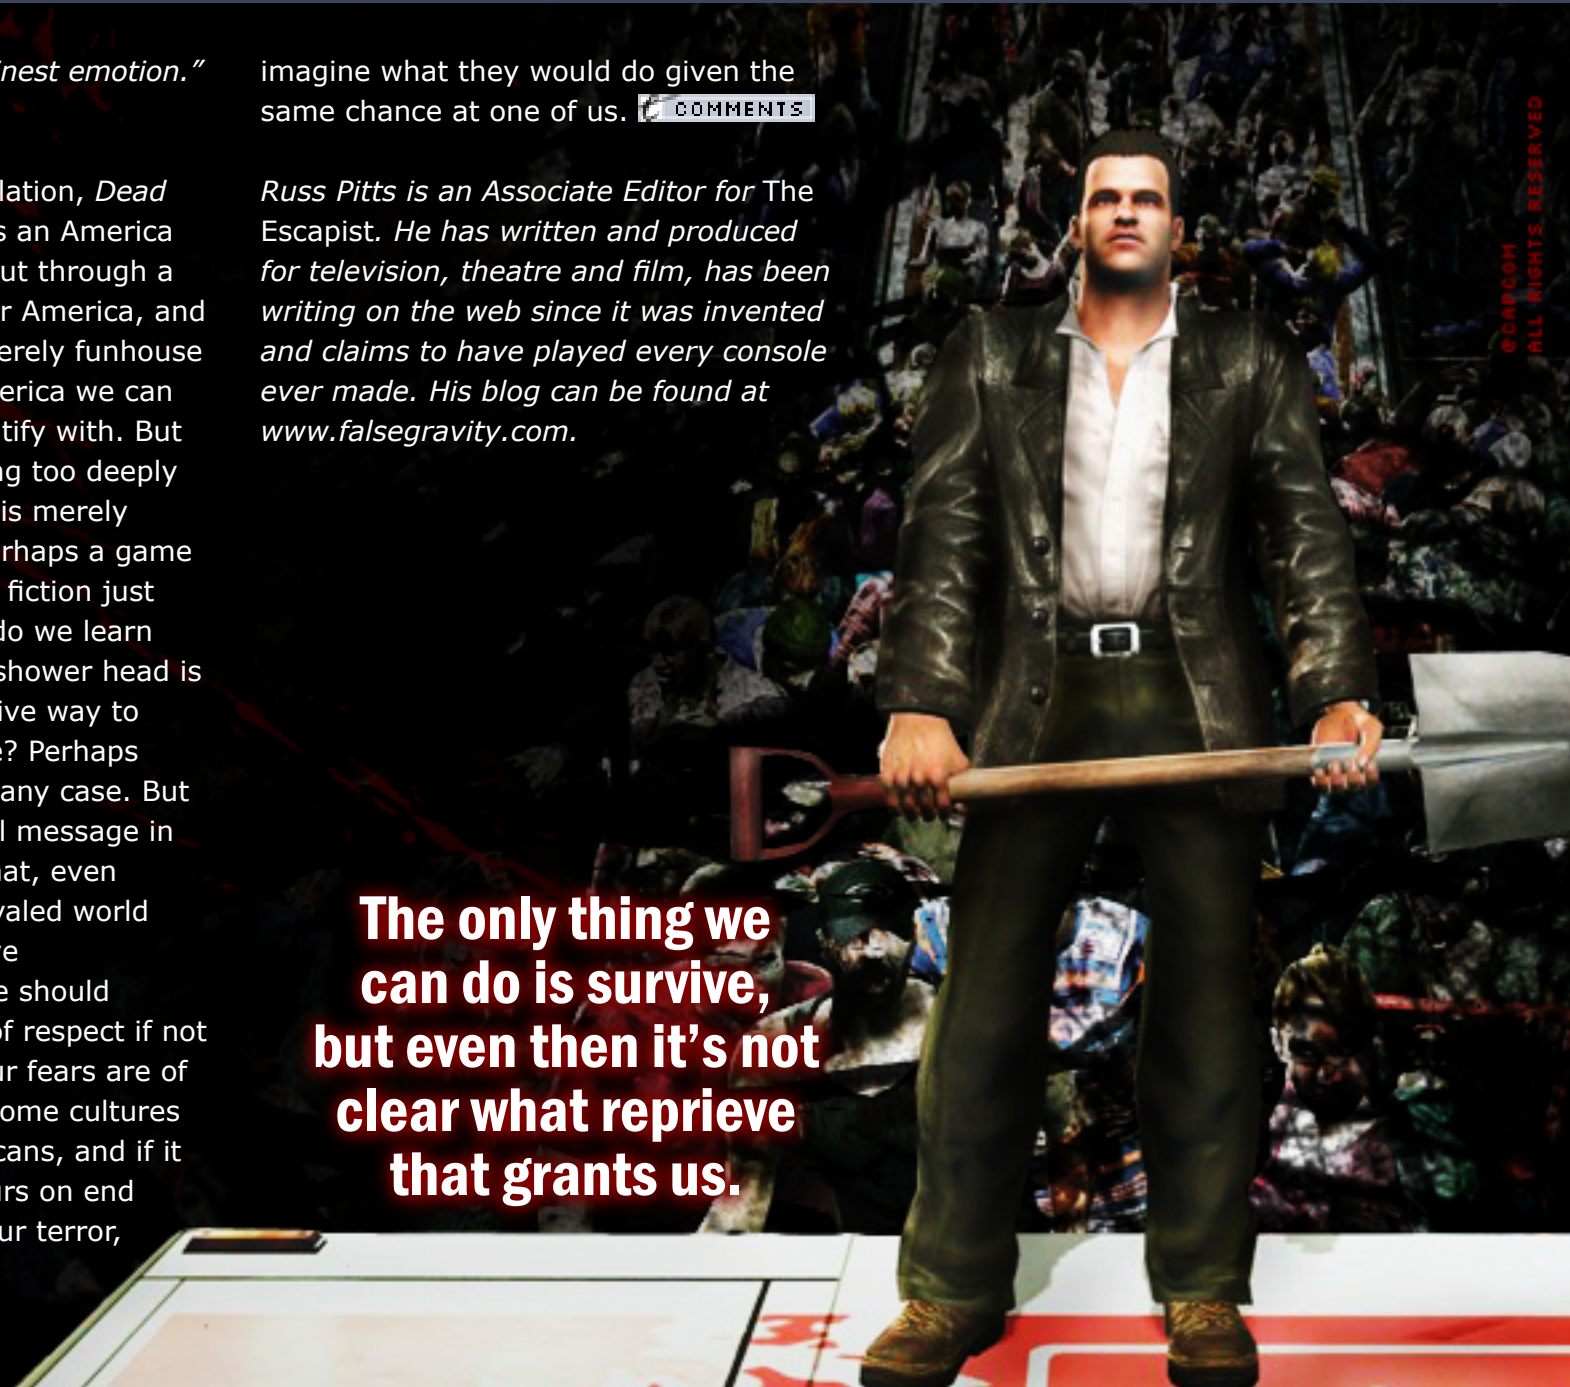 nest emotion.”
lation, Dead
s an America
ut through a
r America, and
erely funhouse
erica we can
tify with. But
ng too deeply
is merely
rhaps a game
fiction just
do we learn
shower head is
ive way to
e? Perhaps
any case. But
l message in
hat, even
valed world
ve
e should
of respect if not
ur fears are of
ome cultures
cans, and if it
urs on end
ur terror,
imagine what they would do given the
same chance at one of us. COMMENTS
Russ Pitts is an Associate Editor for The
Escapist. He has written and produced
for television, theatre and film, has been
writing on the web since it was invented
and claims to have played every console
ever made. His blog can be found at
www.falsegravity.com.
The only thing we
can do is survive,
but even then it’s not
clear what reprieve
that grants us.
@CAPCOM
ALL RIGHTS RESERVED